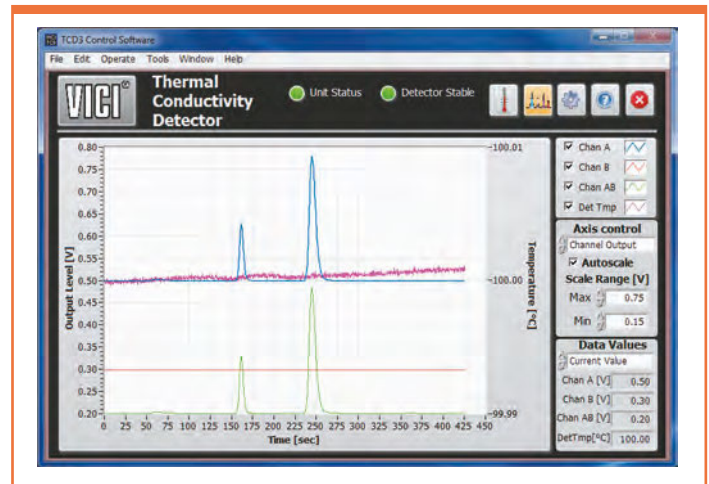 TCD3 Control Software
File Edit Operate Tools Window Help
VICI®
Thermal
Conductivity
Detector
Unit Status
Detector Stable
0.80
0.75
0.70
0.65
0.60
0.55
0.50
0.45
0.40
0.35
0.30
0.25
0.20
Output Level [V]
0 25 50 75 100 125 150 175 200 225 250 275 300 325 350 375 400 425 450
Time [sec]
100.01
100.00
99.99
Temperature [ºC]
Chan A
Chan B
Chan AB
Det Tmp
Axis control
Channel Output
Autoscale
Scale Range [V]
Max 0.75
Min 0.15
Data Values
Current Value
Chan A [V] 0.50
Chan B [V] 0.30
Chan AB [V] 0.20
DetTmp[ºC] 100.00